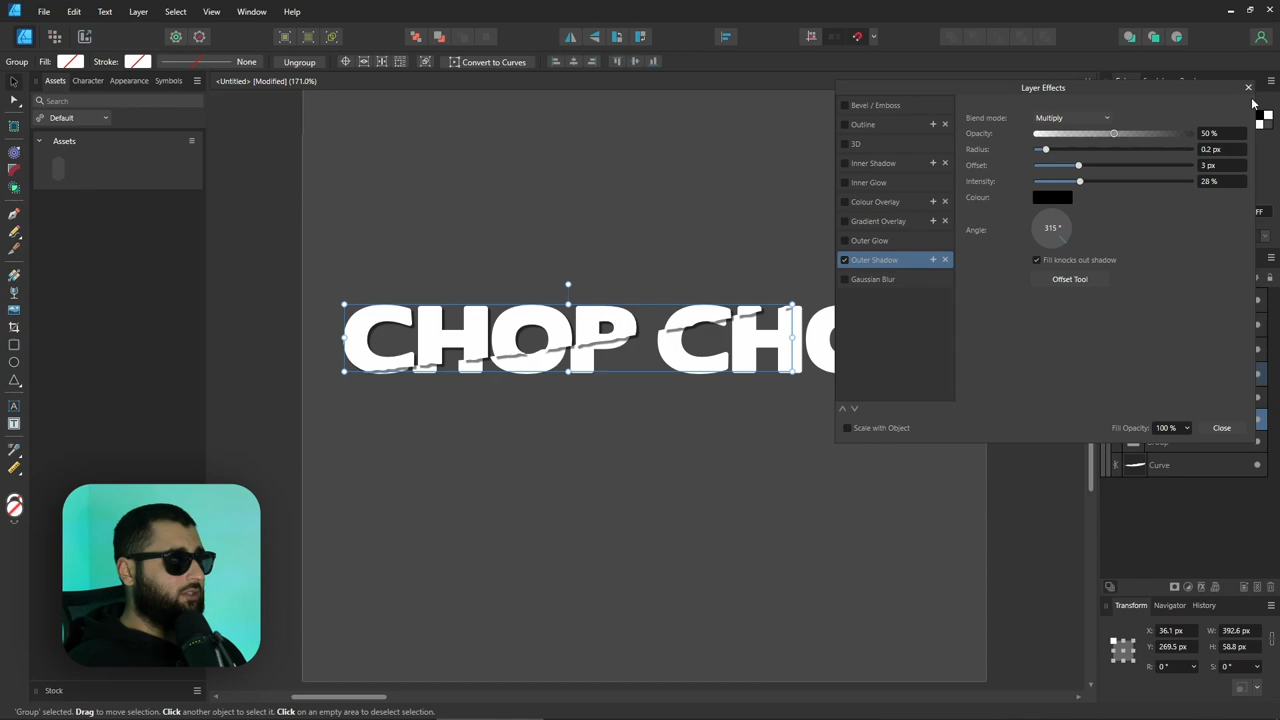 File Edit Text Layer Select View Window Help
Group Fill: Stroke: None Ungroup Convert to Curves
Assets Character Appearance Symbols
<Untitled> [Modified] (171.0%)
Search
Default
Assets
Layer Effects
Bevel / Emboss
Outline
3D
Inner Shadow
Inner Glow
Colour Overlay
Gradient Overlay
Outer Glow
Outer Shadow
Gaussian Blur
Blend mode: Multiply
Opacity: 50 %
Radius: 0.2 px
Offset: 3 px
Intensity: 28 %
Colour:
Angle: 315 °
Fill knocks out shadow
Offset Tool
Scale with Object
Fill Opacity: 100 % Close
FF
CHOP CHO
Curve
Transform Navigator History
X: 36.1 px W: 392.6 px
Y: 269.5 px H: 58.8 px
R: 0 ° S: 0 °
Stock
'Group' selected. Drag to move selection. Click another object to select it. Click on an empty area to deselect selection.